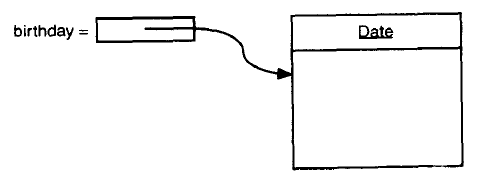 birthday =
Date